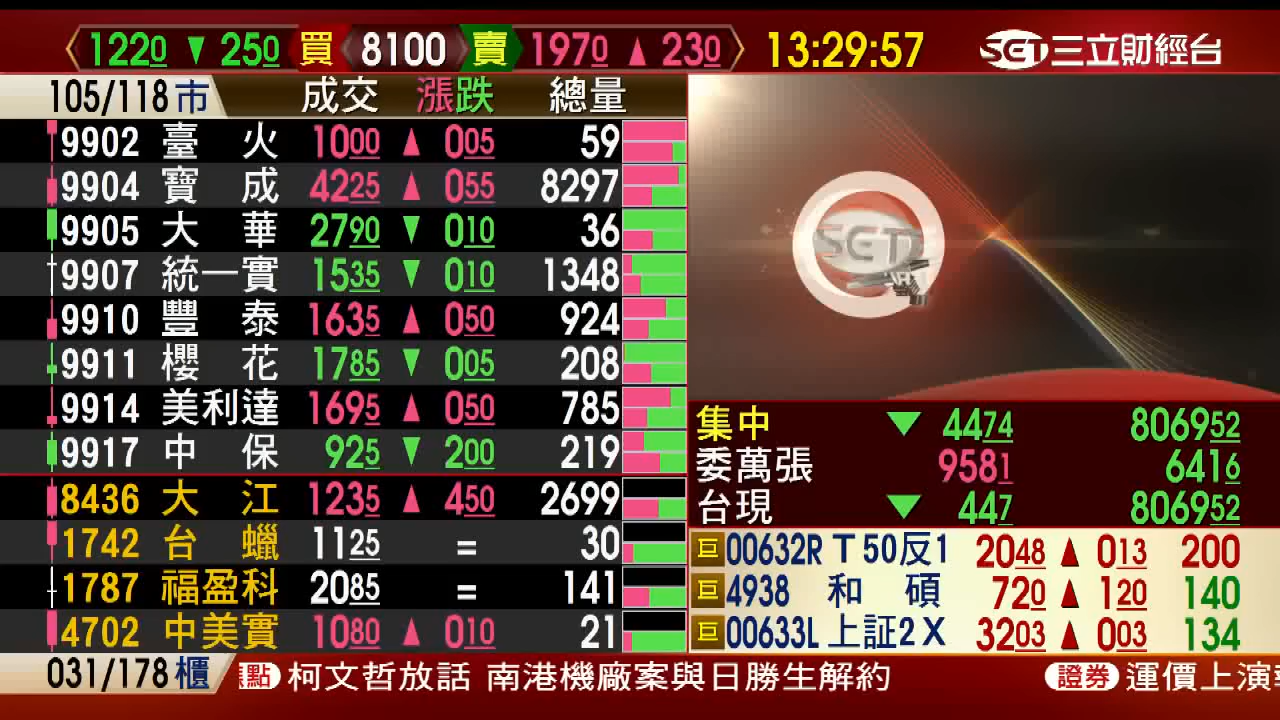 1220 ▼ 250 買 8100 賣 1970 ▲ 230 13:29:57 SET三立財經台
105/118市 成交 漲跌 總量
9902 臺火 1000 ▲ 005 59
9904 寶成 4225 ▲ 055 8297
9905 大華 2790 ▼ 010 36
9907 統一實 1535 ▼ 010 1348
9910 豐泰 1635 ▲ 050 924
9911 櫻花 1785 ▼ 005 208
9914 美利達 1695 ▲ 050 785
9917 中保 925 ▼ 200 219
8436 大江 1235 ▲ 450 2699
1742 台蠟 1125 = 30
1787 福盈科 2085 = 141
4702 中美實 1080 ▲ 010 21
031/178櫃
SET
集中 ▼ 4474 806952
委萬張 9581 6416
台現 ▼ 447 806952
巨 00632R T50反1 2048 ▲ 013 200
巨 4938 和碩 720 ▲ 120 140
巨 00633L 上証2X 3203 ▲ 003 134
焦點 柯文哲放話 南港機廠案與日勝生解約 證券 運價上演